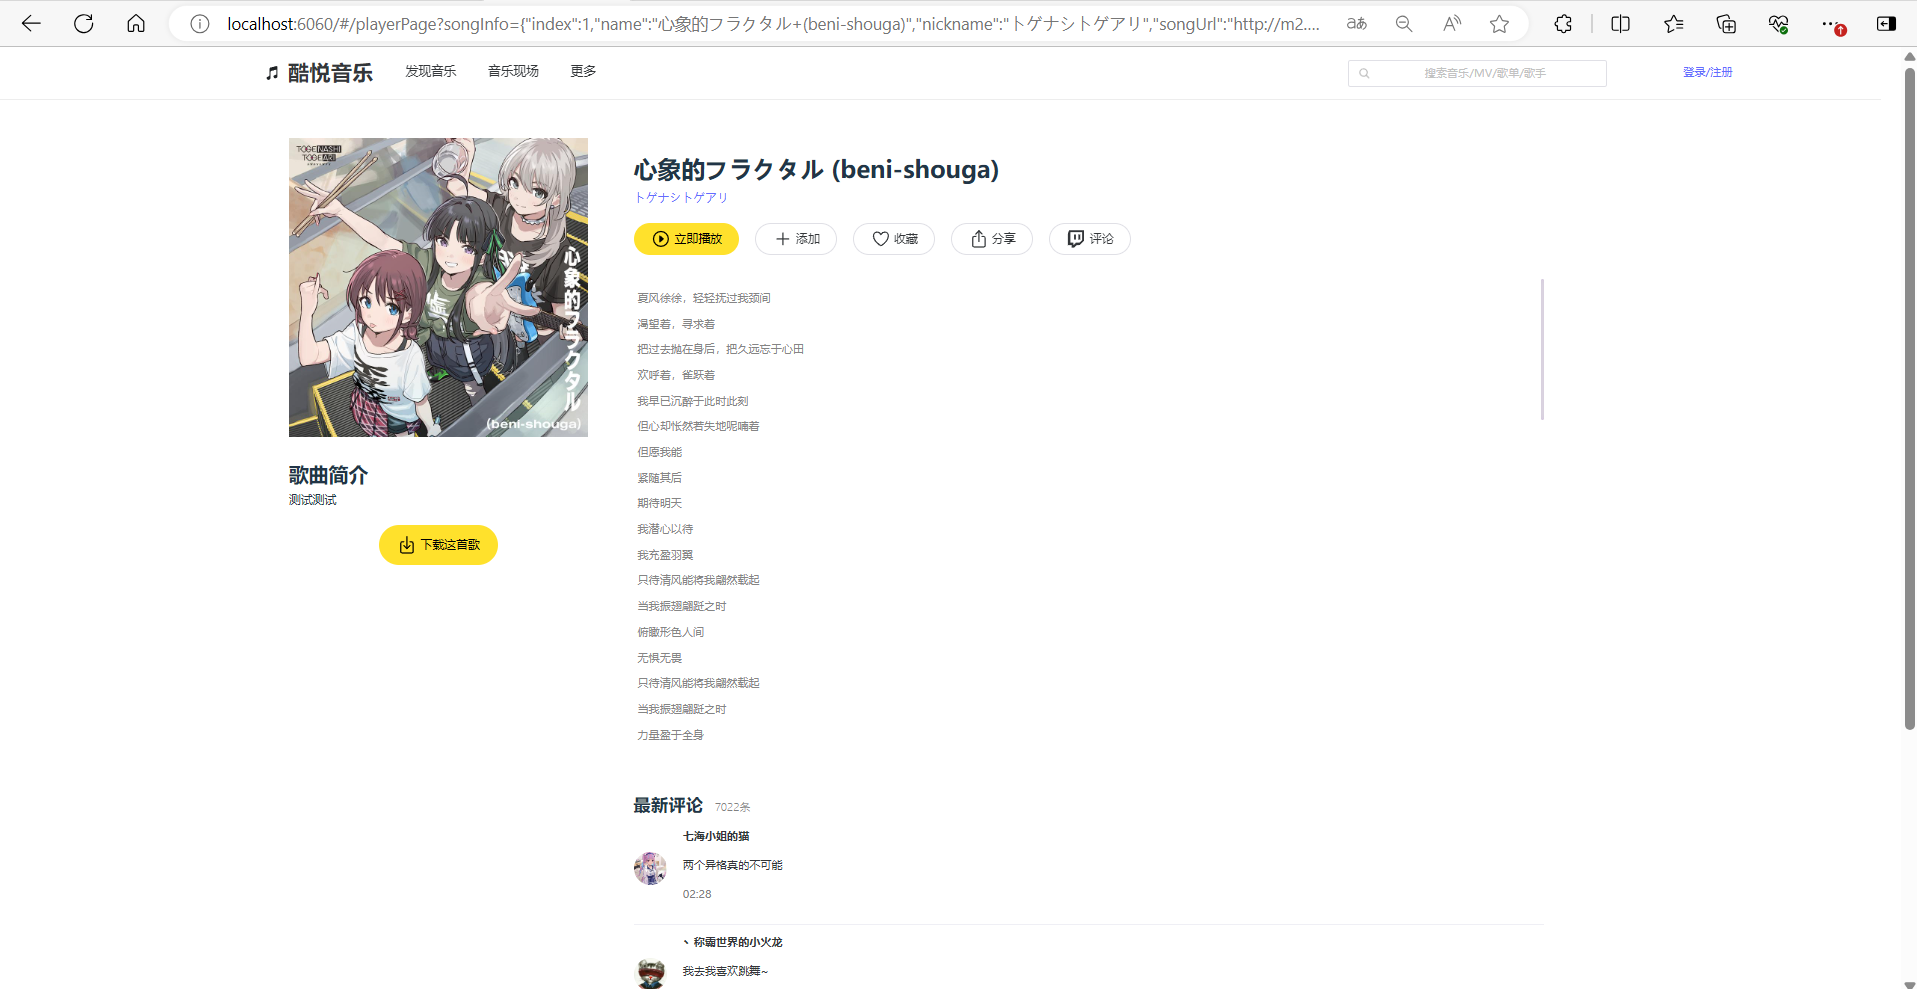 localhost:6060/#/playerPage?songInfo={"index":1,"name":"心象的フラクタル+(beni-shouga)","nickname":"トゲナシトゲアリ","songUrl":"http://m2....
酷悦音乐 发现音乐 音乐现场 更多 搜索音乐/MV/歌单/歌手 登录/注册
TOGENASHI
TOGEARI
心象的フラクタル
(beni-shouga)
歌曲简介
测试测试
下载这首歌
心象的フラクタル (beni-shouga)
トゲナシトゲアリ
立即播放 添加 收藏 分享 评论
夏风徐徐，轻轻抚过我颈间
渴望着，寻求着
把过去抛在身后，把久远忘于心田
欢呼着，雀跃着
我早已沉醉于此时此刻
但心却怅然若失地呢喃着
但愿我能
紧随其后
期待明天
我潜心以待
我充盈羽翼
只待清风能将我翩然载起
当我振翅翩跹之时
俯瞰形色人间
无惧无畏
只待清风能将我翩然载起
当我振翅翩跹之时
力量盈于全身
最新评论 7022条
七海小姐的猫
两个异格真的不可能
02:28
丶称霸世界的小火龙
我去我喜欢跳舞~